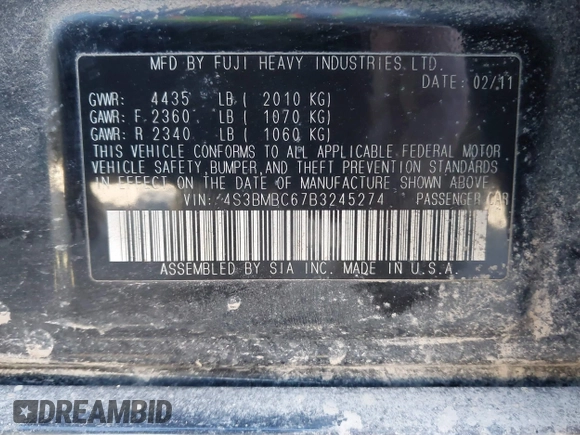 MFD BY FUJI HEAVY INDUSTRIES.LTD.
DATE: 02/11
GVWR: 4435 LB ( 2010 KG)
GAWR: F 2360 LB ( 1070 KG)
GAWR: R 2340 LB ( 1060 KG)
THIS VEHICLE CONFORMS TO ALL APPLICABLE FEDERAL MOTOR
VEHICLE SAFETY,BUMPER,AND THEFT PREVENTION STANDARDS
IN EFFECT ON THE DATE OF MANUFACTURE SHOWN ABOVE.
VIN: 4S3BMBC67B3245274 PASSENGER CAR
ASSEMBLED BY SIA INC. MADE IN U.S.A.
DREAMBID